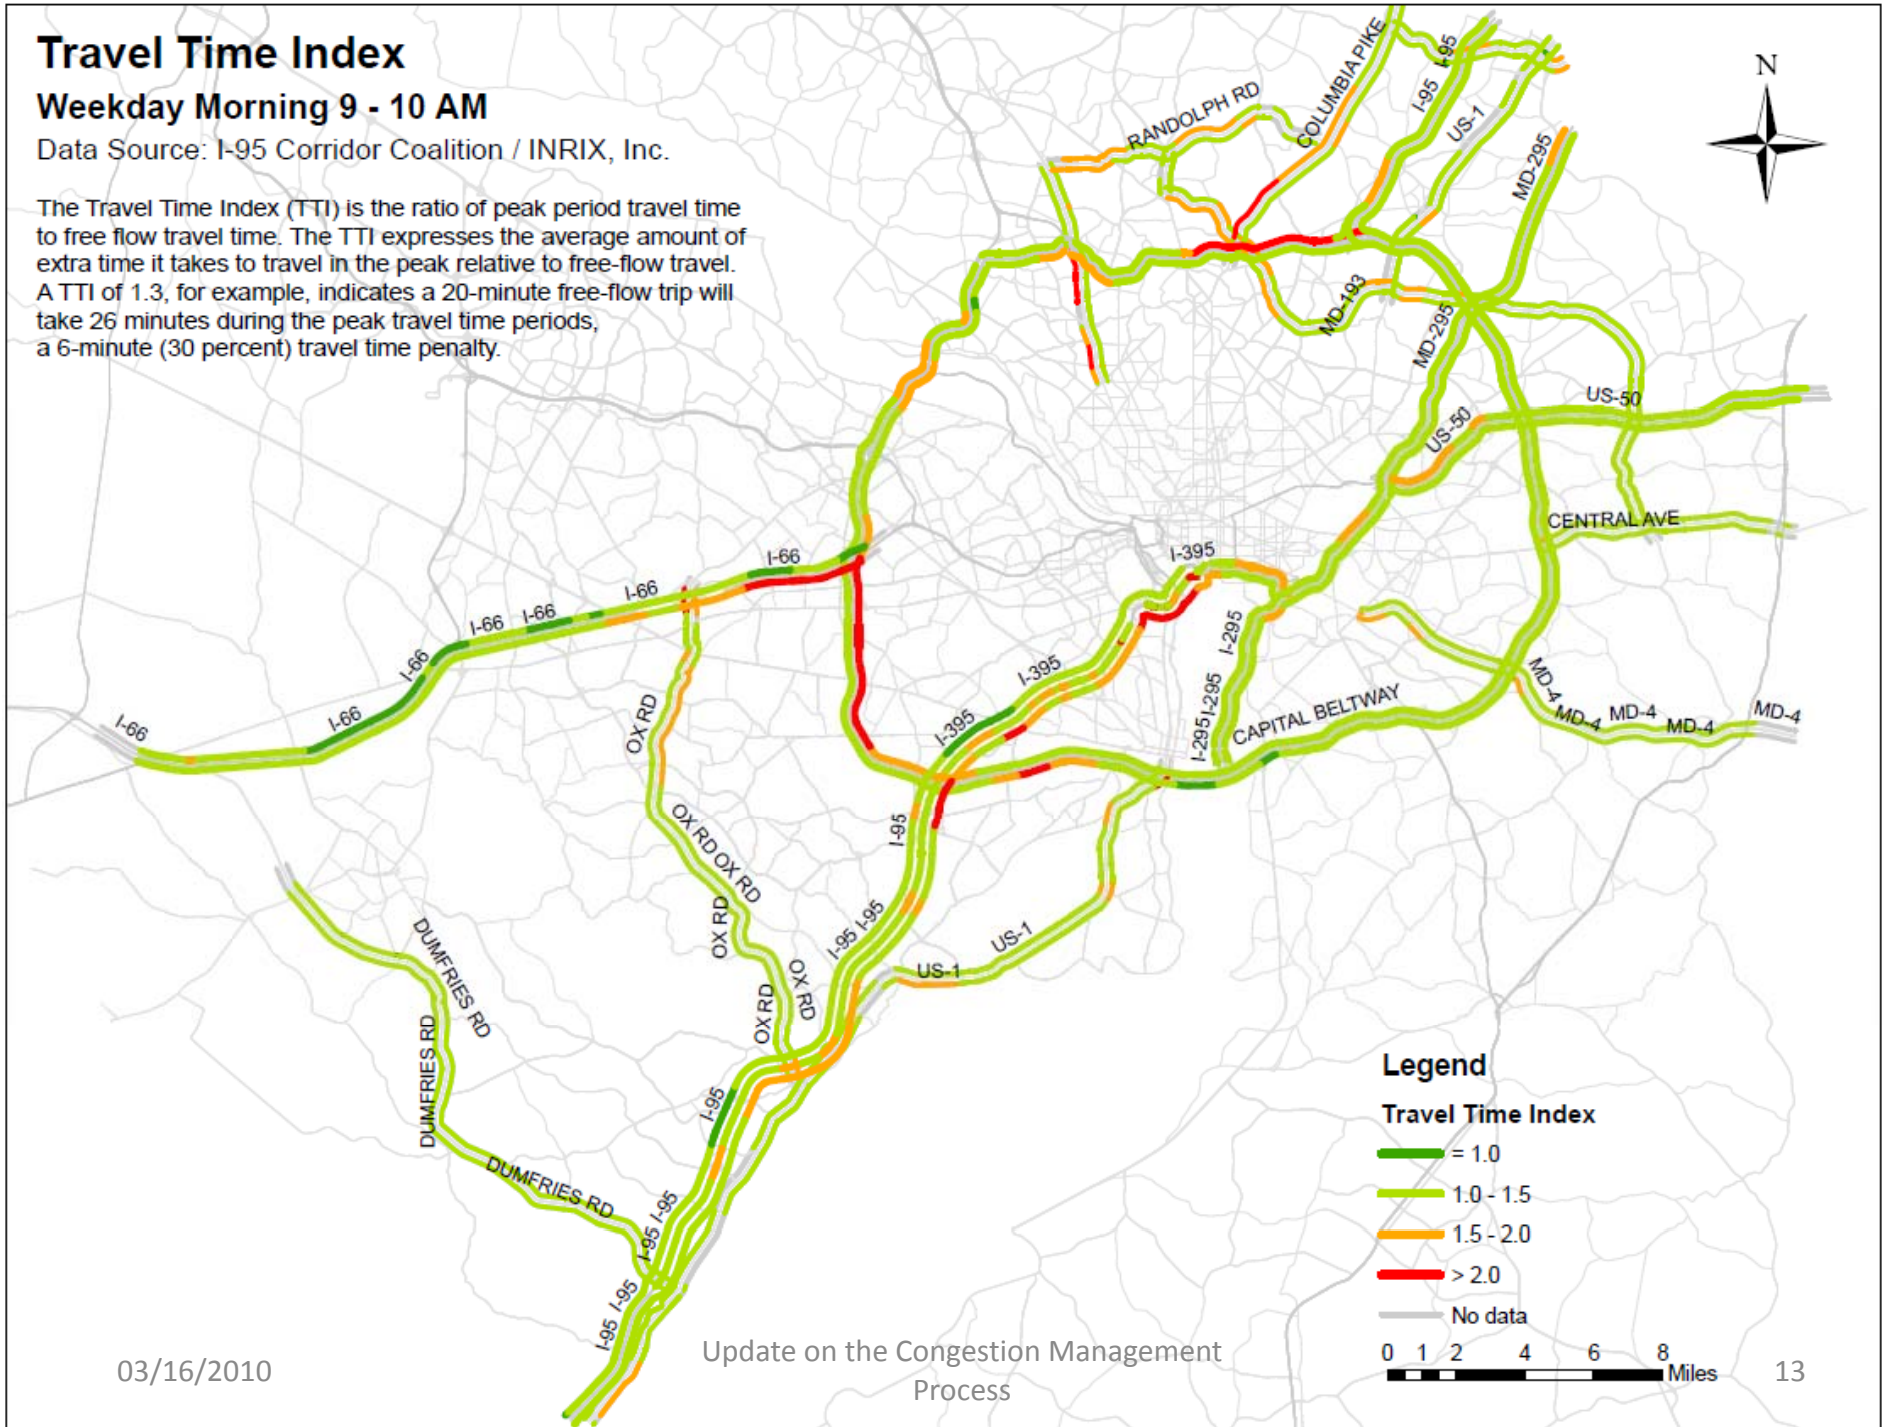 Travel Time Index
Weekday Morning 9 - 10 AM
Data Source: I-95 Corridor Coalition / INRIX, Inc.
The Travel Time Index (TTI) is the ratio of peak period travel time
to free flow travel time. The TTI expresses the average amount of
extra time it takes to travel in the peak relative to free-flow travel.
A TTI of 1.3, for example, indicates a 20-minute free-flow trip will
take 26 minutes during the peak travel time periods,
a 6-minute (30 percent) travel time penalty.
N
COLUMBIA PIKE
I-95
I-95
US-1
RANDOLPH RD
MD-295
MD-193
MD-295
US-50
US-50
CENTRAL AVE
I-395
I-66
I-66
I-66
I-66
I-66
I-66
I-66
I-295
I-295
I-295
I-395
I-395
CAPITAL BELTWAY
MD-4
MD-4
MD-4
MD-4
MD-4
OX RD
OX RD
OX RD
OX RD
OX RD
OX RD
I-95
I-95
I-95
US-1
US-1
DUMFRIES RD
DUMFRIES RD
DUMFRIES RD
I-95
I-95
I-95
I-95
I-95
Legend
Travel Time Index
= 1.0
1.0 - 1.5
1.5 - 2.0
> 2.0
No data
0 1 2 4 6 8
Miles
03/16/2010
Update on the Congestion Management
Process
13